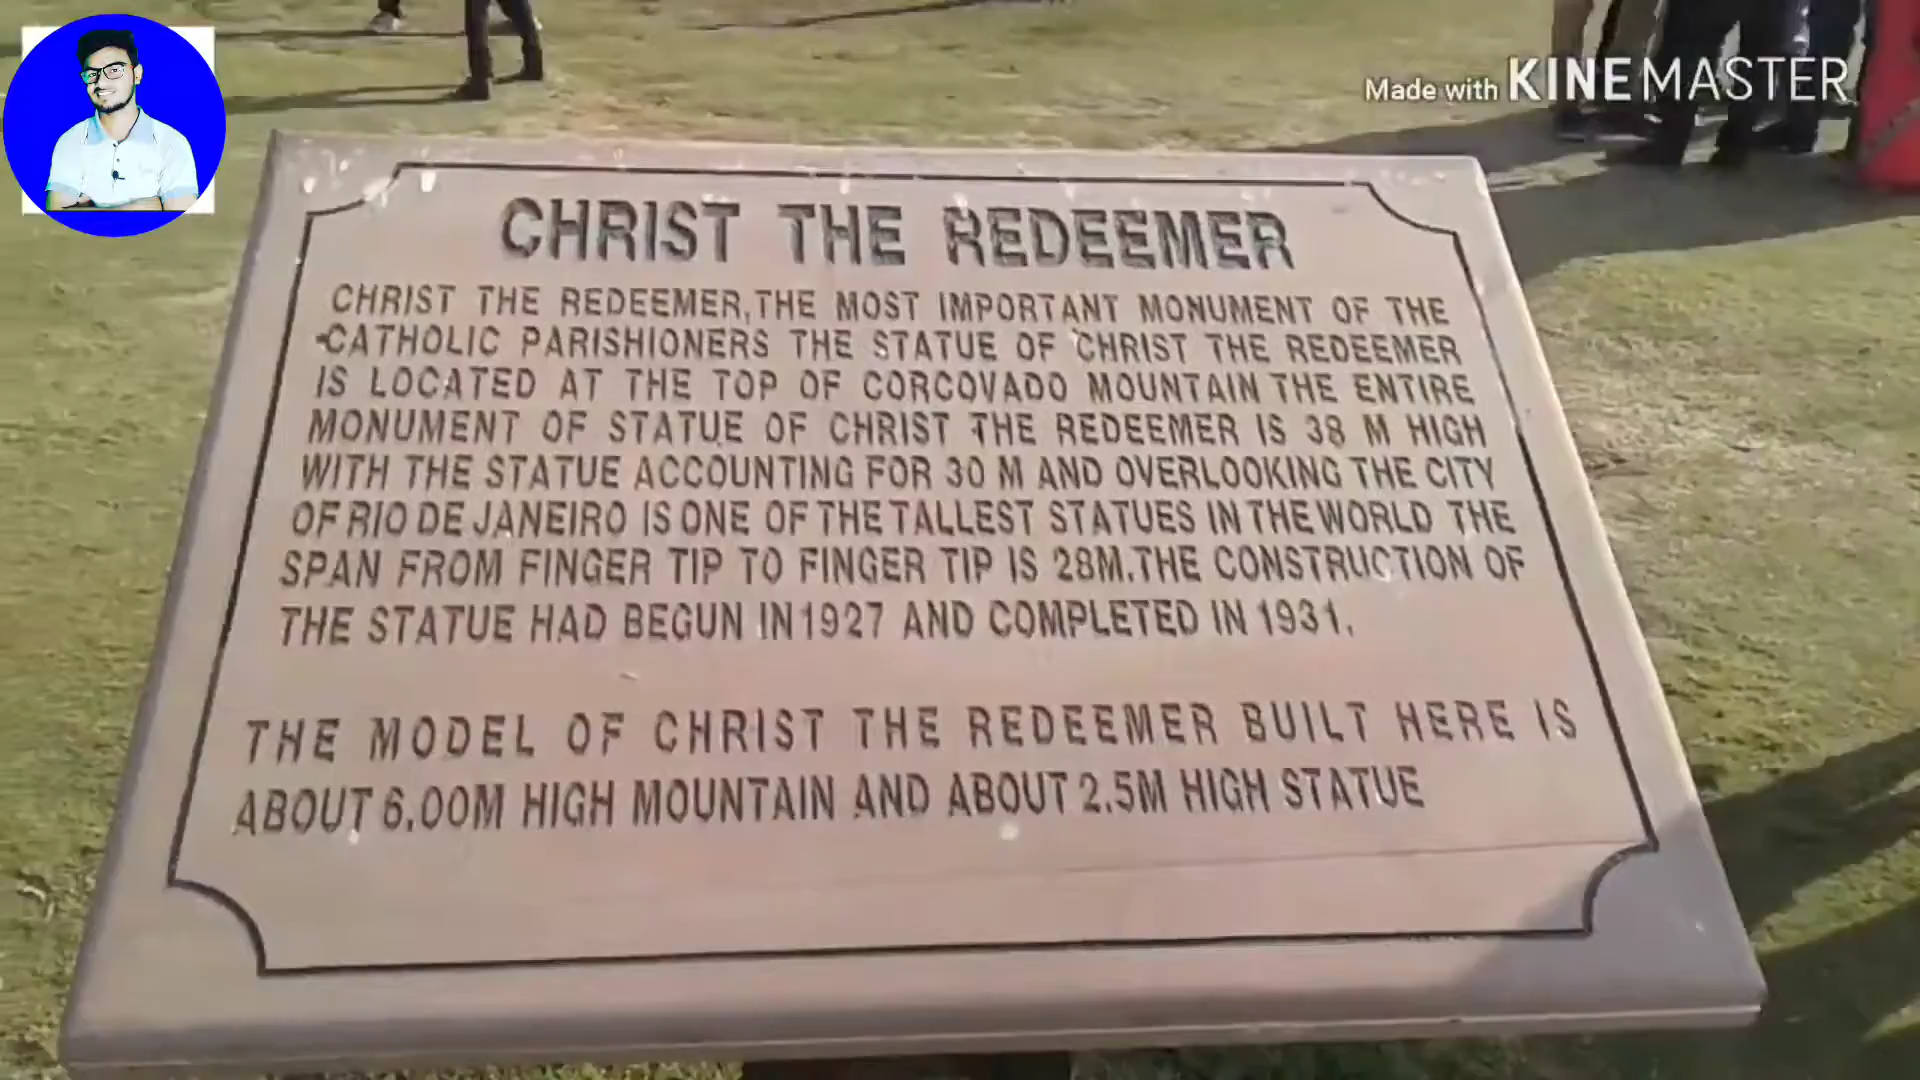 Made with KINEMASTER
CHRIST THE REDEEMER
CHRIST THE REDEEMER,THE MOST IMPORTANT MONUMENT OF THE
CATHOLIC PARISHIONERS THE STATUE OF CHRIST THE REDEEMER
IS LOCATED AT THE TOP OF CORCOVADO MOUNTAIN THE ENTIRE
MONUMENT OF STATUE OF CHRIST THE REDEEMER IS 38 M HIGH
WITH THE STATUE ACCOUNTING FOR 30 M AND OVERLOOKING THE CITY
OF RIO DE JANEIRO IS ONE OF THE TALLEST STATUES IN THE WORLD THE
SPAN FROM FINGER TIP TO FINGER TIP IS 28M.THE CONSTRUCTION OF
THE STATUE HAD BEGUN IN 1927 AND COMPLETED IN 1931.
THE MODEL OF CHRIST THE REDEEMER BUILT HERE IS
ABOUT 6.00M HIGH MOUNTAIN AND ABOUT 2.5M HIGH STATUE